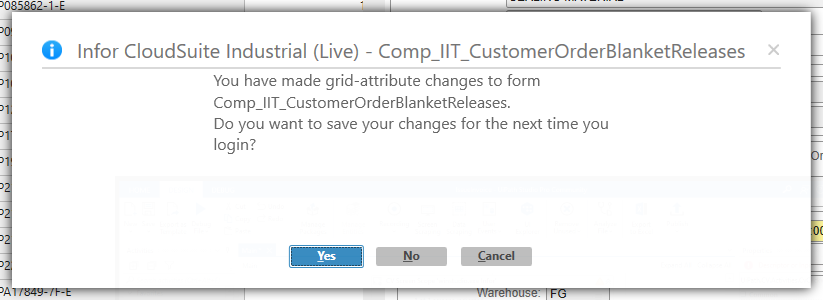 P085862-1-E
Infor CloudSuite Industrial (Live) - Comp_IIT_CustomerOrderBlanketReleases
You have made grid-attribute changes to form
Comp_IIT_CustomerOrderBlanketReleases.
Do you want to save your changes for the next time you
login?
Yes
No
Cancel
PA17849-7F-E
Warehouse:
FG